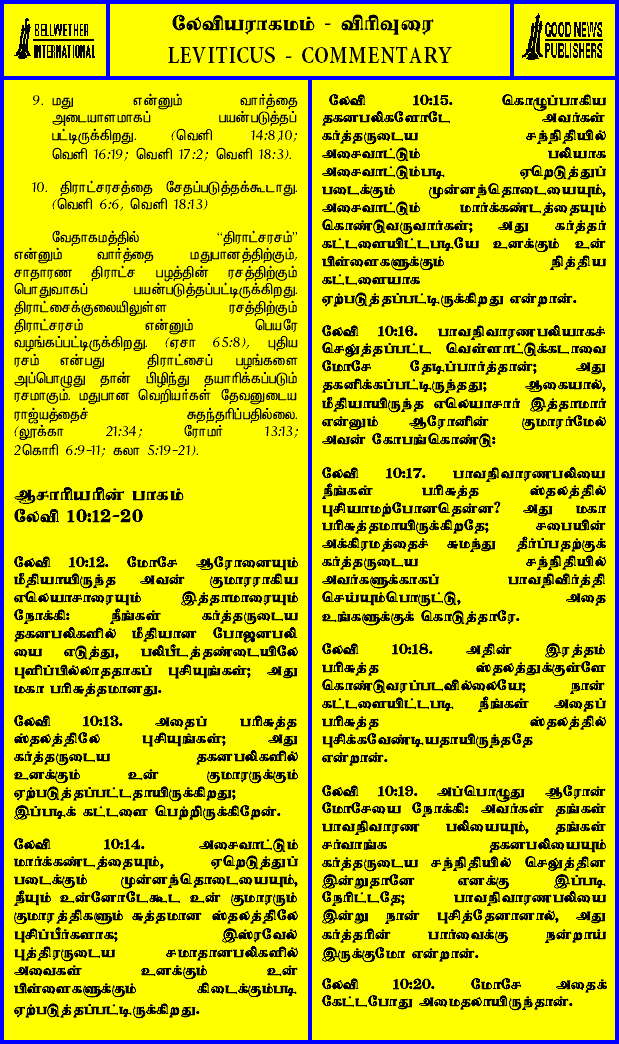 BELLWETHER
INTERNATIONAL
லேவியராகமம் - விரிவுரை
LEVITICUS - COMMENTARY
GOOD NEWS
PUBLISHERS
9. மது என்னும் வார்த்தை
அடையாளமாகப் பயன்படுத்தப்
பட்டிருக்கிறது. (வெளி 14:8,10;
வெளி 16:19; வெளி 17:2; வெளி 18:3).
10. திராட்சரசத்தை சேதப்படுத்தக்கூடாது.
(வெளி 6:6, வெளி 18:13)
வேதாகமத்தில் “திராட்சரசம்”
என்னும் வார்த்தை மதுபானத்திற்கும்,
சாதாரண திராட்ச பழத்தின் ரசத்திற்கும்
பொதுவாகப் பயன்படுத்தப்பட்டிருக்கிறது.
திராட்சைக்குலையிலுள்ள ரசத்திற்கும்
திராட்சரசம் என்னும் பெயரே
வழங்கப்பட்டிருக்கிறது. (ஏசா 65:8), புதிய
ரசம் என்பது திராட்சைப் பழங்களை
அப்பொழுது தான் பிழிந்து தயாரிக்கப்படும்
ரசமாகும். மதுபான வெறியர்கள் தேவனுடைய
ராஜ்யத்தைச் சுதந்தரிப்பதில்லை.
(லூக்கா 21:34; ரோமர் 13:13;
2கொரி 6:9-11; கலா 5:19-21).
ஆசாரியரின் பாகம்
லேவி 10:12-20
லேவி 10:12. மோசே ஆரோனையும்
மீதியாயிருந்த அவன் குமாரராகிய
எலெயாசாரையும் இத்தாமாரையும்
நோக்கி: நீங்கள் கர்த்தருடைய
தகனபலிகளில் மீதியான போஜனபலி
யை எடுத்து, பலிபீடத்தண்டையிலே
புளிப்பில்லாததாகப் புசியுங்கள்; அது
மகா பரிசுத்தமானது.
லேவி 10:13. அதைப் பரிசுத்த
ஸ்தலத்திலே புசியுங்கள்; அது
கர்த்தருடைய தகனபலிகளில்
உனக்கும் உன் குமாரருக்கும்
ஏற்படுத்தப்பட்டதாயிருக்கிறது;
இப்படிக் கட்டளை பெற்றிருக்கிறேன்.
லேவி 10:14. அசைவாட்டும்
மார்க்கண்டத்தையும், ஏறெடுத்துப்
படைக்கும் முன்னந்தொடையையும்,
நீயும் உன்னோடேகூட உன் குமாரரும்
குமாரத்திகளும் சுத்தமான ஸ்தலத்திலே
புசிப்பீர்களாக; இஸ்ரவேல்
புத்திரருடைய சமாதானபலிகளில்
அவைகள் உனக்கும் உன்
பிள்ளைகளுக்கும் கிடைக்கும்படி
ஏற்படுத்தப்பட்டிருக்கிறது.
லேவி 10:15. கொழுப்பாகிய
தகனபலிகளோடே அவர்கள்
கர்த்தருடைய சந்நிதியில்
அசைவாட்டும் பலியாக
அசைவாட்டும்படி ஏறெடுத்துப்
படைக்கும் முன்னந்தொடையையும்,
அசைவாட்டும் மார்க்கண்டத்தையும்
கொண்டுவருவார்கள்; அது கர்த்தர்
கட்டளையிட்டபடியே உனக்கும் உன்
பிள்ளைகளுக்கும் நித்திய
கட்டளையாக
ஏற்படுத்தப்பட்டிருக்கிறது என்றான்.
லேவி 10:16. பாவநிவாரணபலியாகச்
செலுத்தப்பட்ட வெள்ளாட்டுக்கடாவை
மோசே தேடிப்பார்த்தான்; அது
தகனிக்கப்பட்டிருந்தது; ஆகையால்,
மீதியாயிருந்த எலெயாசார் இத்தாமார்
என்னும் ஆரோனின் குமாரர்மேல்
அவன் கோபங்கொண்டு:
லேவி 10:17. பாவநிவாரணபலியை
நீங்கள் பரிசுத்த ஸ்தலத்தில்
புசியாமற்போனதென்ன? அது மகா
பரிசுத்தமாயிருக்கிறதே; சபையின்
அக்கிரமத்தைச் சுமந்து தீர்ப்பதற்குக்
கர்த்தருடைய சந்நிதியில்
அவர்களுக்காகப் பாவநிவிர்த்தி
செய்யும்பொருட்டு, அதை
உங்களுக்குக் கொடுத்தாரே.
லேவி 10:18. அதின் இரத்தம்
பரிசுத்த ஸ்தலத்துக்குள்ளே
கொண்டுவரப்படவில்லையே; நான்
கட்டளையிட்டபடி நீங்கள் அதைப்
பரிசுத்த ஸ்தலத்தில்
புசிக்கவேண்டியதாயிருந்ததே
என்றான்.
லேவி 10:19. அப்பொழுது ஆரோன்
மோசேயை நோக்கி: அவர்கள் தங்கள்
பாவநிவாரண பலியையும், தங்கள்
சர்வாங்க தகனபலியையும்
கர்த்தருடைய சந்நிதியில் செலுத்தின
இன்றுதானே எனக்கு இப்படி
நேரிட்டதே; பாவநிவாரணபலியை
இன்று நான் புசித்தேனானால், அது
கர்த்தரின் பார்வைக்கு நன்றாய்
இருக்குமோ என்றான்.
லேவி 10:20. மோசே அதைக்
கேட்டபோது அமைதலாயிருந்தான்.